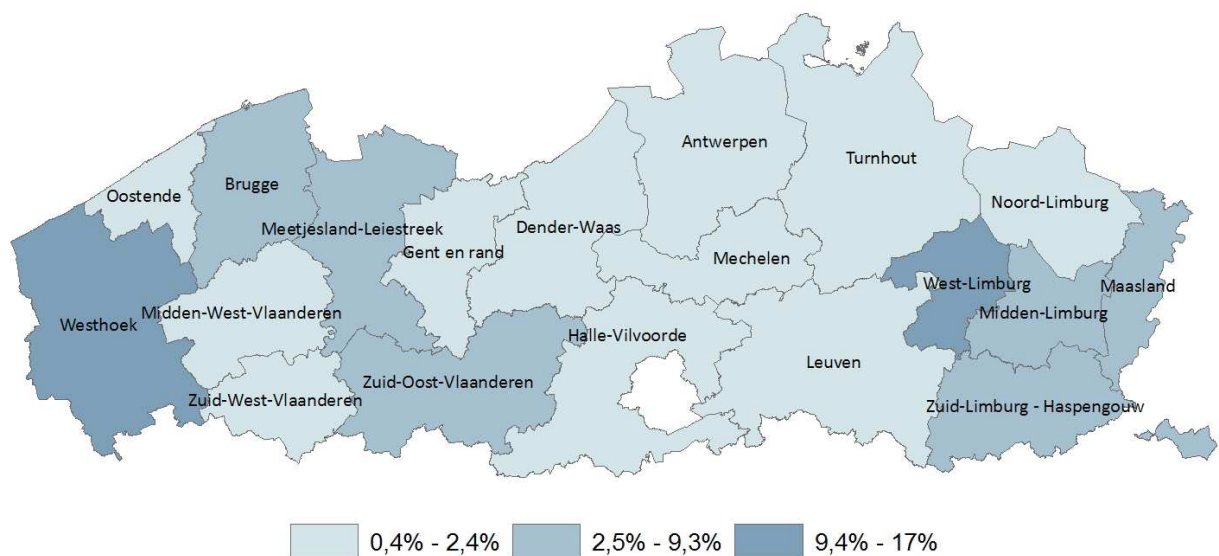 Antwerpen
Turnhout
Brugge
Oostende
Noord-Limburg
Meetjesland-Leiestreek
Dender-Waas
Gent en rand
Mechelen
West-Limburg
Maasland
Midden-West-Vlaanderen
Midden-Limburg
Westhoek
Halle-Vilvoorde
Leuven
Zuid-Oost-Vlaanderen
Zuid-West-Vlaanderen
Zuid-Limburg - Haspengouw
0,4% - 2,4%
2,5% - 9,3%
9,4% - 17%